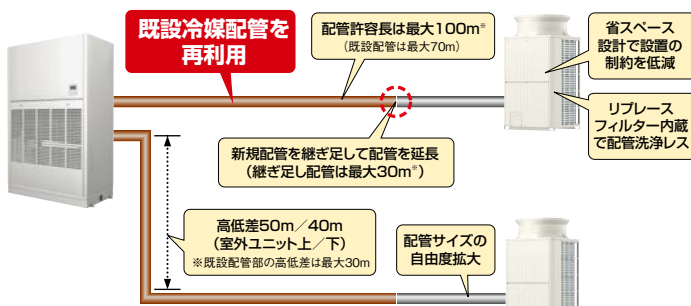 既設冷媒配管を
再利用
配管許容長は最大100m※
（既設配管は最大70m）
省スペース
設計で設置の
制約を低減
リプレース
フィルター内蔵
で配管洗浄レス
新規配管を継ぎ足して配管を延長
（継ぎ足し配管は最大30m※）
高低差50m／40m
（室外ユニット上／下）
※既設配管部の高低差は最大30m
配管サイズの
自由度拡大